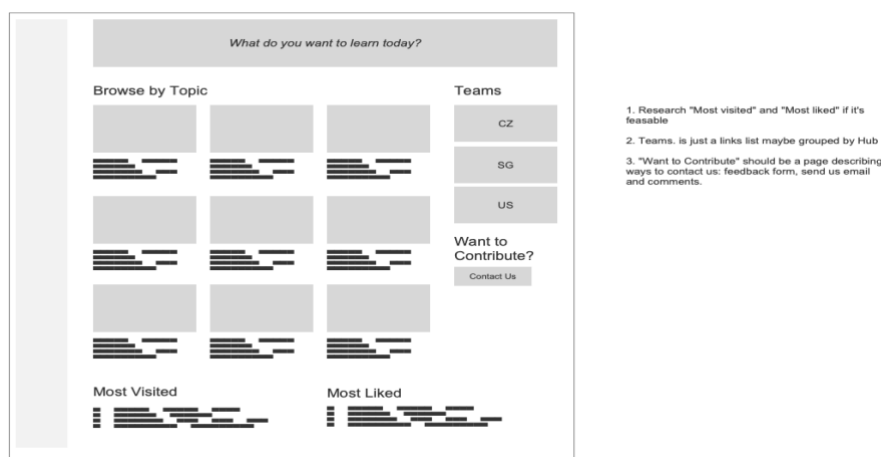 What do you want to learn today?
Browse by Topic
Teams
CZ
SG
US
Want to
Contribute?
Contact Us
Most Visited
Most Liked
1. Research "Most visited" and "Most liked" if it's
feasable
2. Teams. is just a links list maybe grouped by Hub
3. "Want to Contribute" should be a page describing
ways to contact us: feedback form, send us email
and comments.